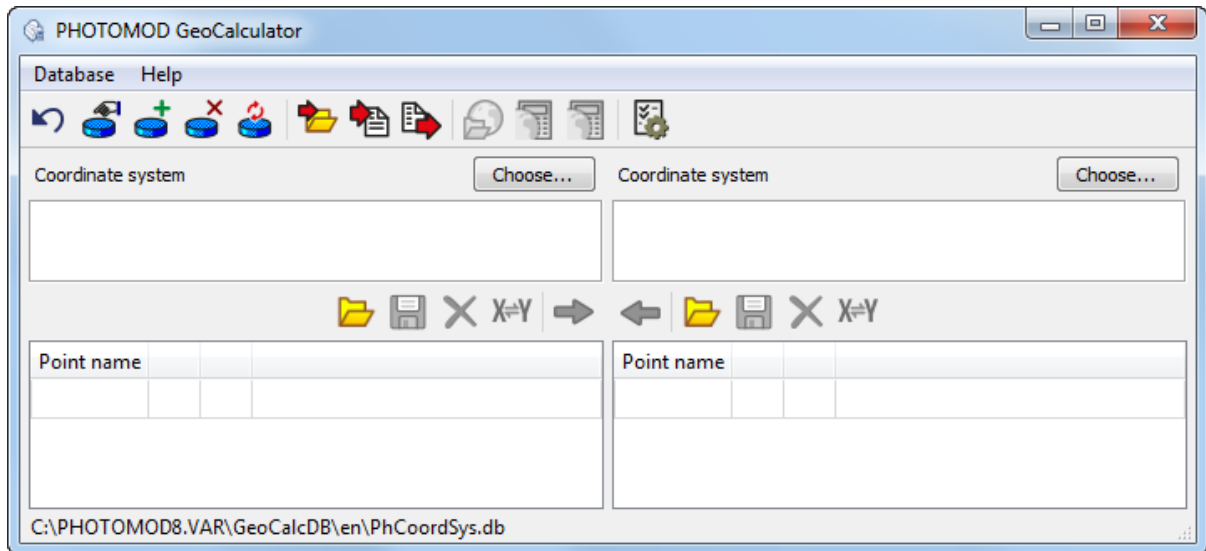 PHOTOMOD GeoCalculator
Database Help
Coordinate system Choose... Coordinate system Choose...
X⇌Y X⇌Y
Point name Point name
C:\PHOTOMOD8.VAR\GeoCalcDB\en\PhCoordSys.db